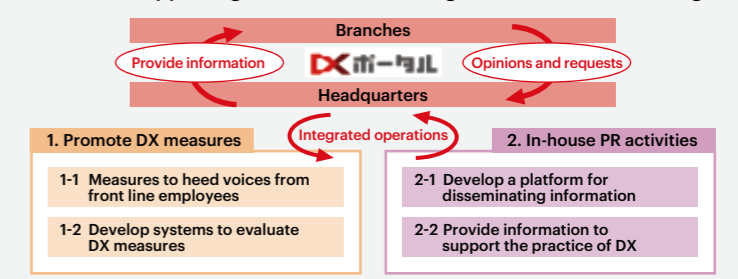 Branches
Provide information
DXポータル
Opinions and requests
Headquarters
Integrated operations
1. Promote DX measures
1-1 Measures to heed voices from
front line employees
1-2 Develop systems to evaluate
DX measures
2. In-house PR activities
2-1 Develop a platform for
disseminating information
2-2 Provide information to
support the practice of DX